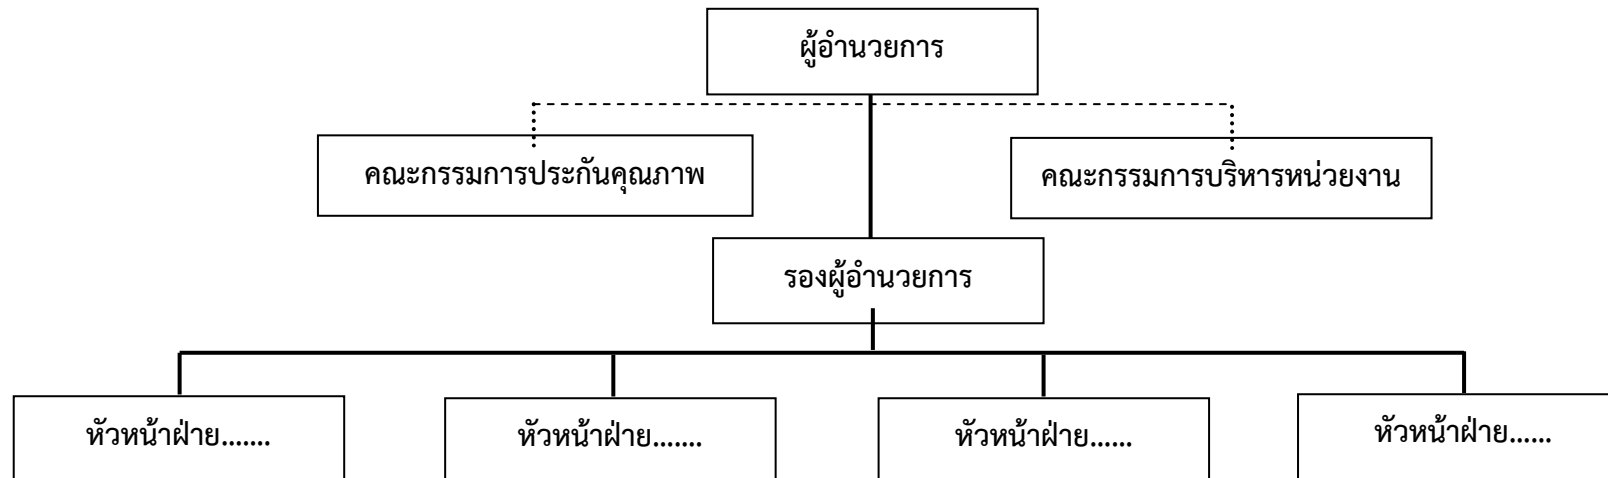 ผู้อำนวยการ
คณะกรรมการประกันคุณภาพ
คณะกรรมการบริหารหน่วยงาน
รองผู้อำนวยการ
หัวหน้าฝ่าย.......
หัวหน้าฝ่าย.......
หัวหน้าฝ่าย......
หัวหน้าฝ่าย......